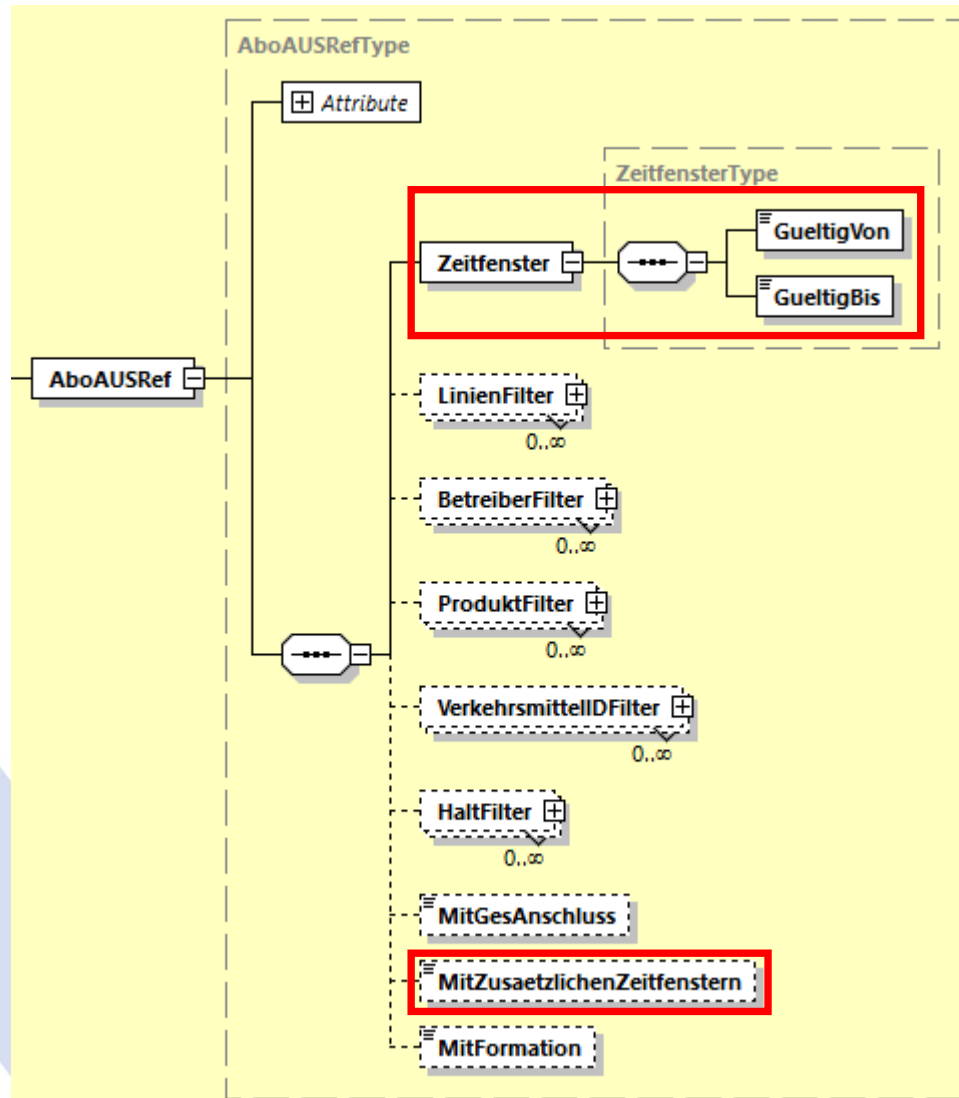 AboAUSRefType
Attribute
ZeitfensterType
GueltigVon
Zeitfenster
GueltigBis
AboAUSRef
LinienFilter
0..∞
BetreiberFilter
0..∞
ProduktFilter
0..∞
VerkehrsmittelIDFilter
0..∞
HaltFilter
0..∞
MitGesAnschluss
MitZusaetzlichenZeitfenstern
MitFormation